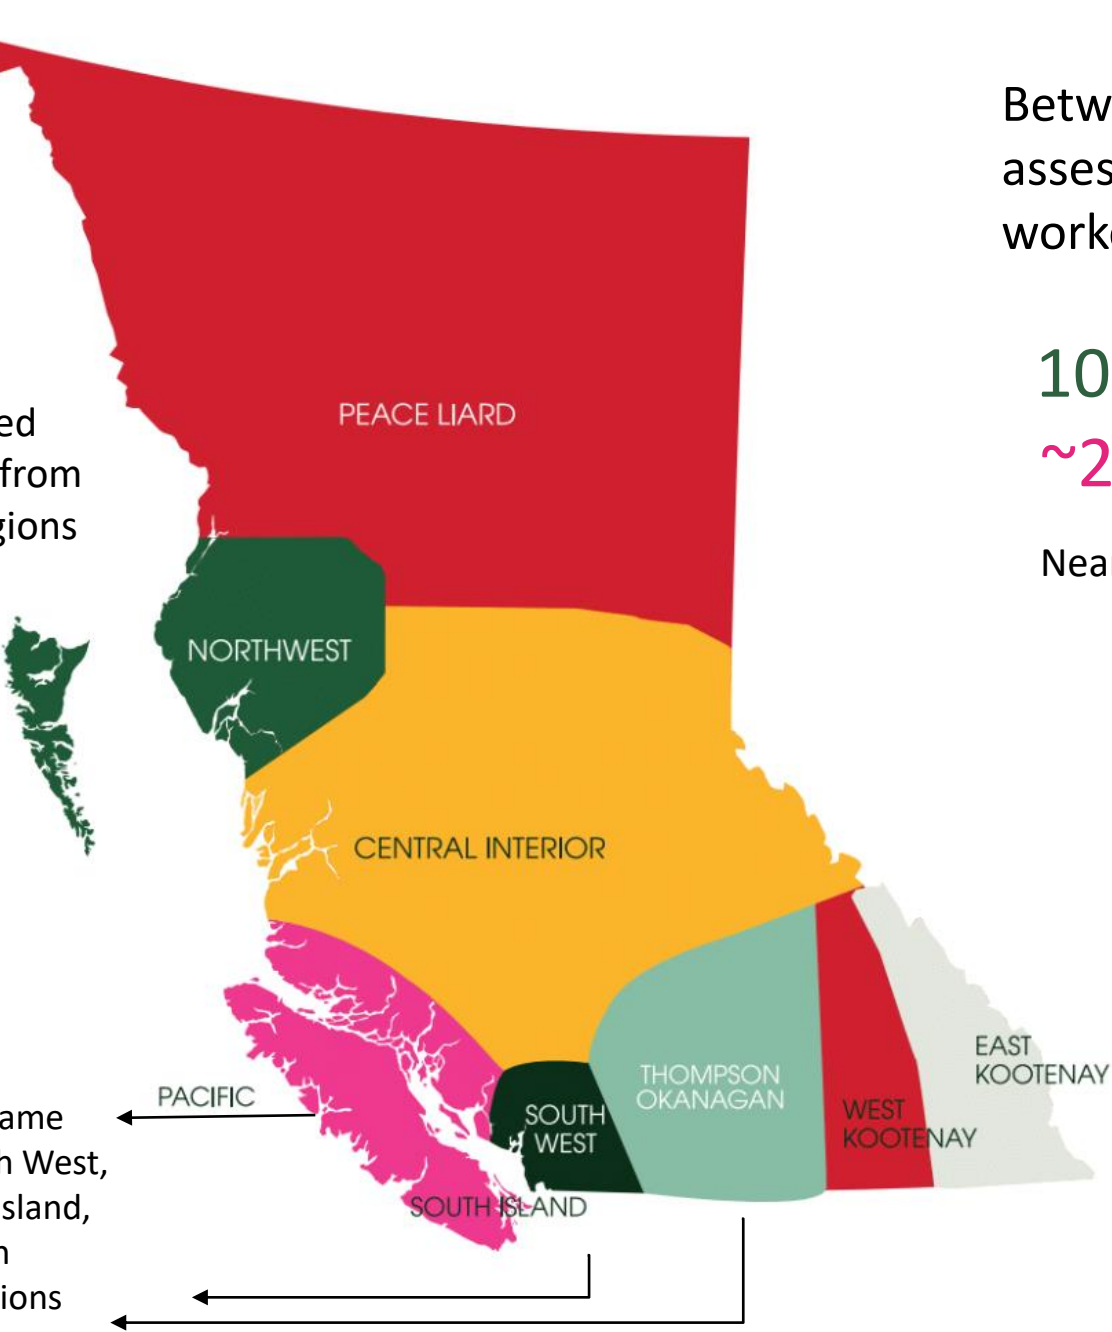 Betw
asses
work
10
~2
Near
ed
from
gions
PEACE LIARD
NORTHWEST
CENTRAL INTERIOR
PACIFIC
ame
h West,
sland,
n
ions
SOUTH
WEST
SOUTH ISLAND
THOMPSON
OKANAGAN
WEST
KOOTENAY
EAST
KOOTENAY